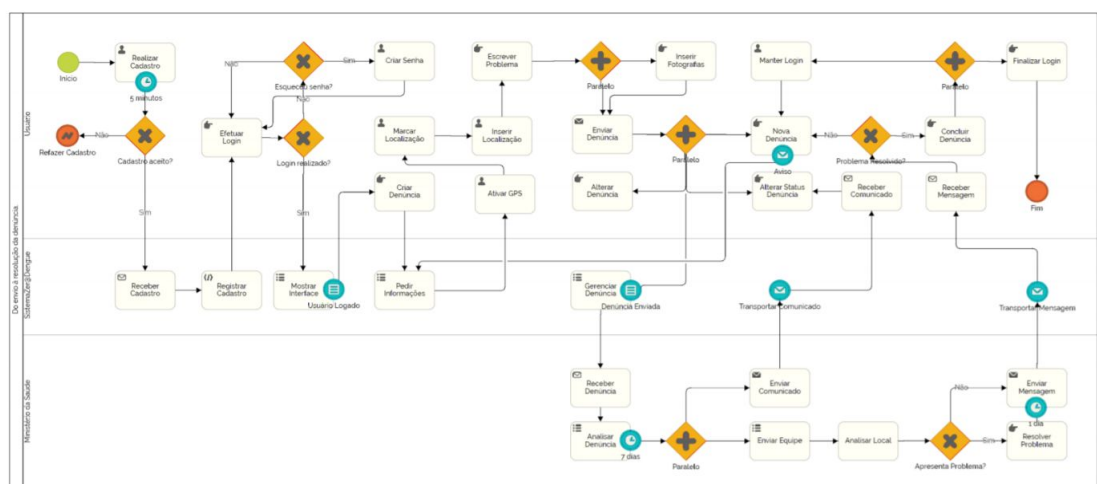 Do envio à resolução da denúncia.
Usuário
Início
Realizar
Cadastro
5 minutos
Não
Refazer Cadastro
Cadastro aceito?
Sim
Não
Esqueceu senha?
Sim
Criar Senha
Não
Efetuar
Login
Login realizado?
Sim
Escrever
Problema
Marcar
Localização
Inserir
Localização
Criar
Denúncia
Ativar GPS
Paralelo
Inserir
Fotografias
Enviar
Denúncia
Paralelo
Alterar
Denúncia
Manter Login
Nova
Denúncia
Aviso
Alterar Status
Denúncia
Não
Problema Resolvido?
Sim
Receber
Comunicado
Paralelo
Concluir
Denúncia
Receber
Mensagem
Finalizar Login
Fim
Receber
Cadastro
Registrar
Cadastro
Mostrar
Interface
Usuário Logado
Pedir
Informações
Gerenciar
Denúncia
Denúncia Enviada
Transportar Comunicado
Transportar Mensagem
Ministério da Saúde
Receber
Denúncia
Analisar
Denúncia
7 dias
Paralelo
Enviar
Comunicado
Enviar Equipe
Analisar Local
Apresenta Problema?
Não
Sim
Enviar
Mensagem
1 dia
Resolver
Problema